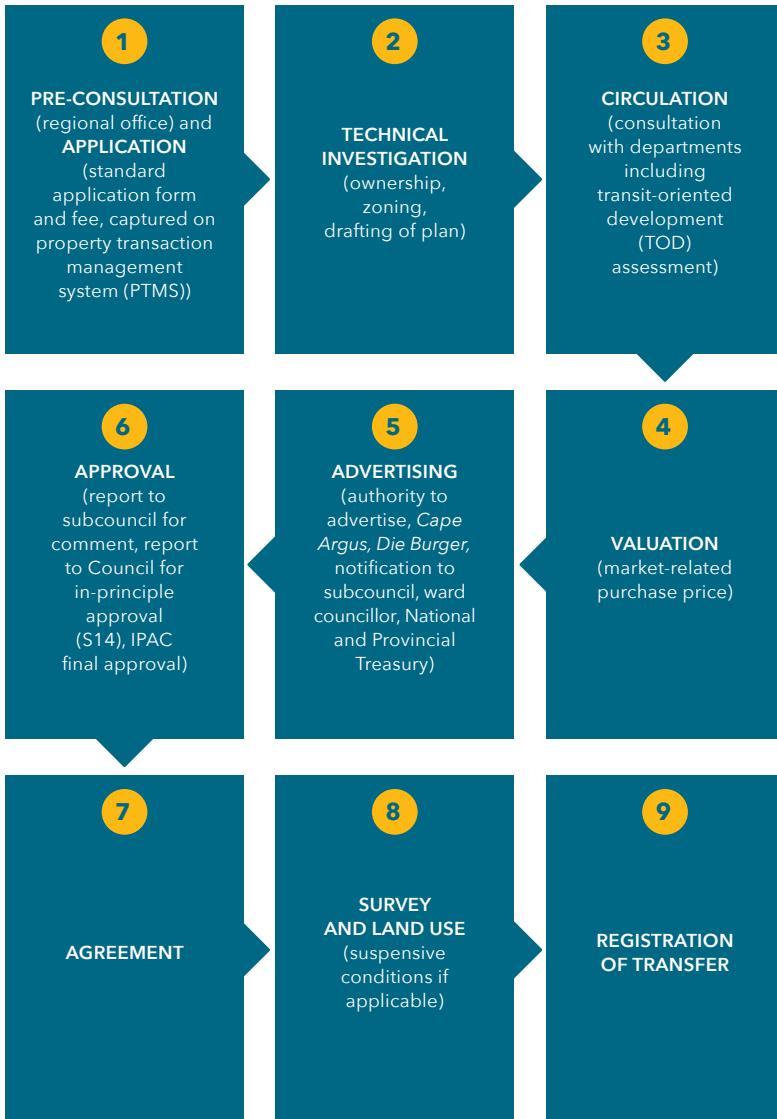 1
PRE-CONSULTATION
(regional office) and
APPLICATION
(standard
application form
and fee, captured on
property transaction
management
system (PTMS))
2
TECHNICAL
INVESTIGATION
(ownership,
zoning,
drafting of plan)
3
CIRCULATION
(consultation
with departments
including
transit-oriented
development
(TOD)
assessment)
4
VALUATION
(market-related
purchase price)
5
ADVERTISING
(authority to
advertise, Cape
Argus, Die Burger,
notification to
subcouncil, ward
councillor, National
and Provincial
Treasury)
6
APPROVAL
(report to
subcouncil for
comment, report
to Council for
in-principle
approval
(S14), IPAC
final approval)
7
AGREEMENT
8
SURVEY
AND LAND USE
(suspensive
conditions if
applicable)
9
REGISTRATION
OF TRANSFER